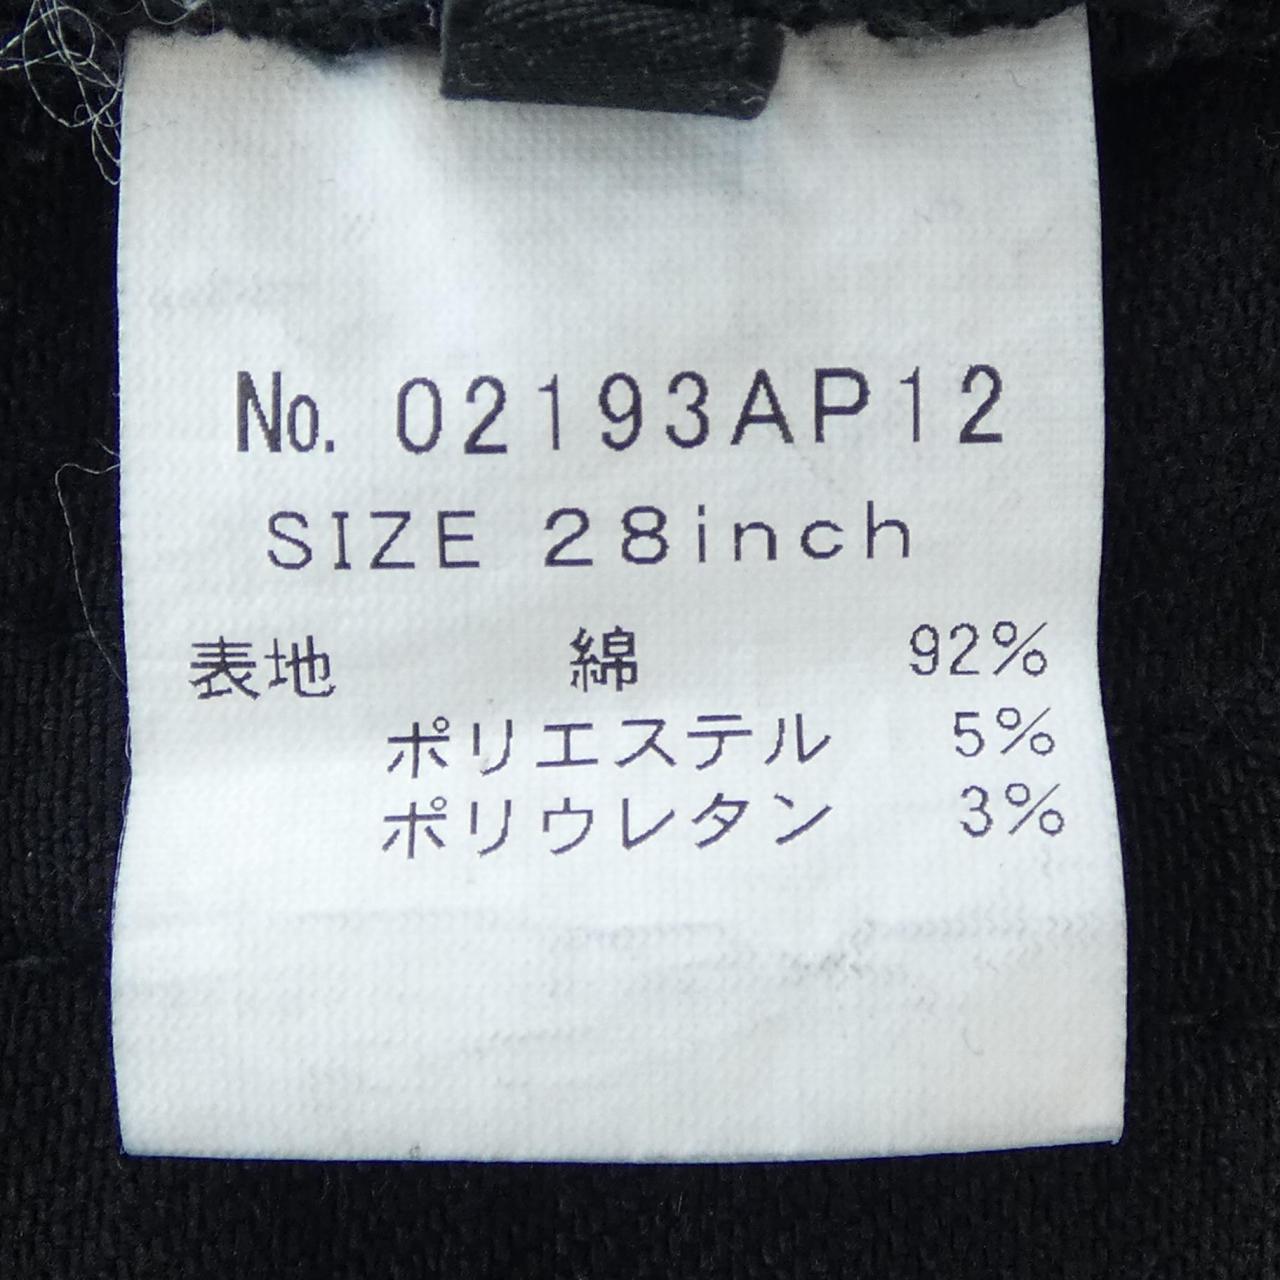 No. 02193AP12
SIZE 28inch
表地 綿 92%
ポリエステル 5%
ポリウレタン 3%